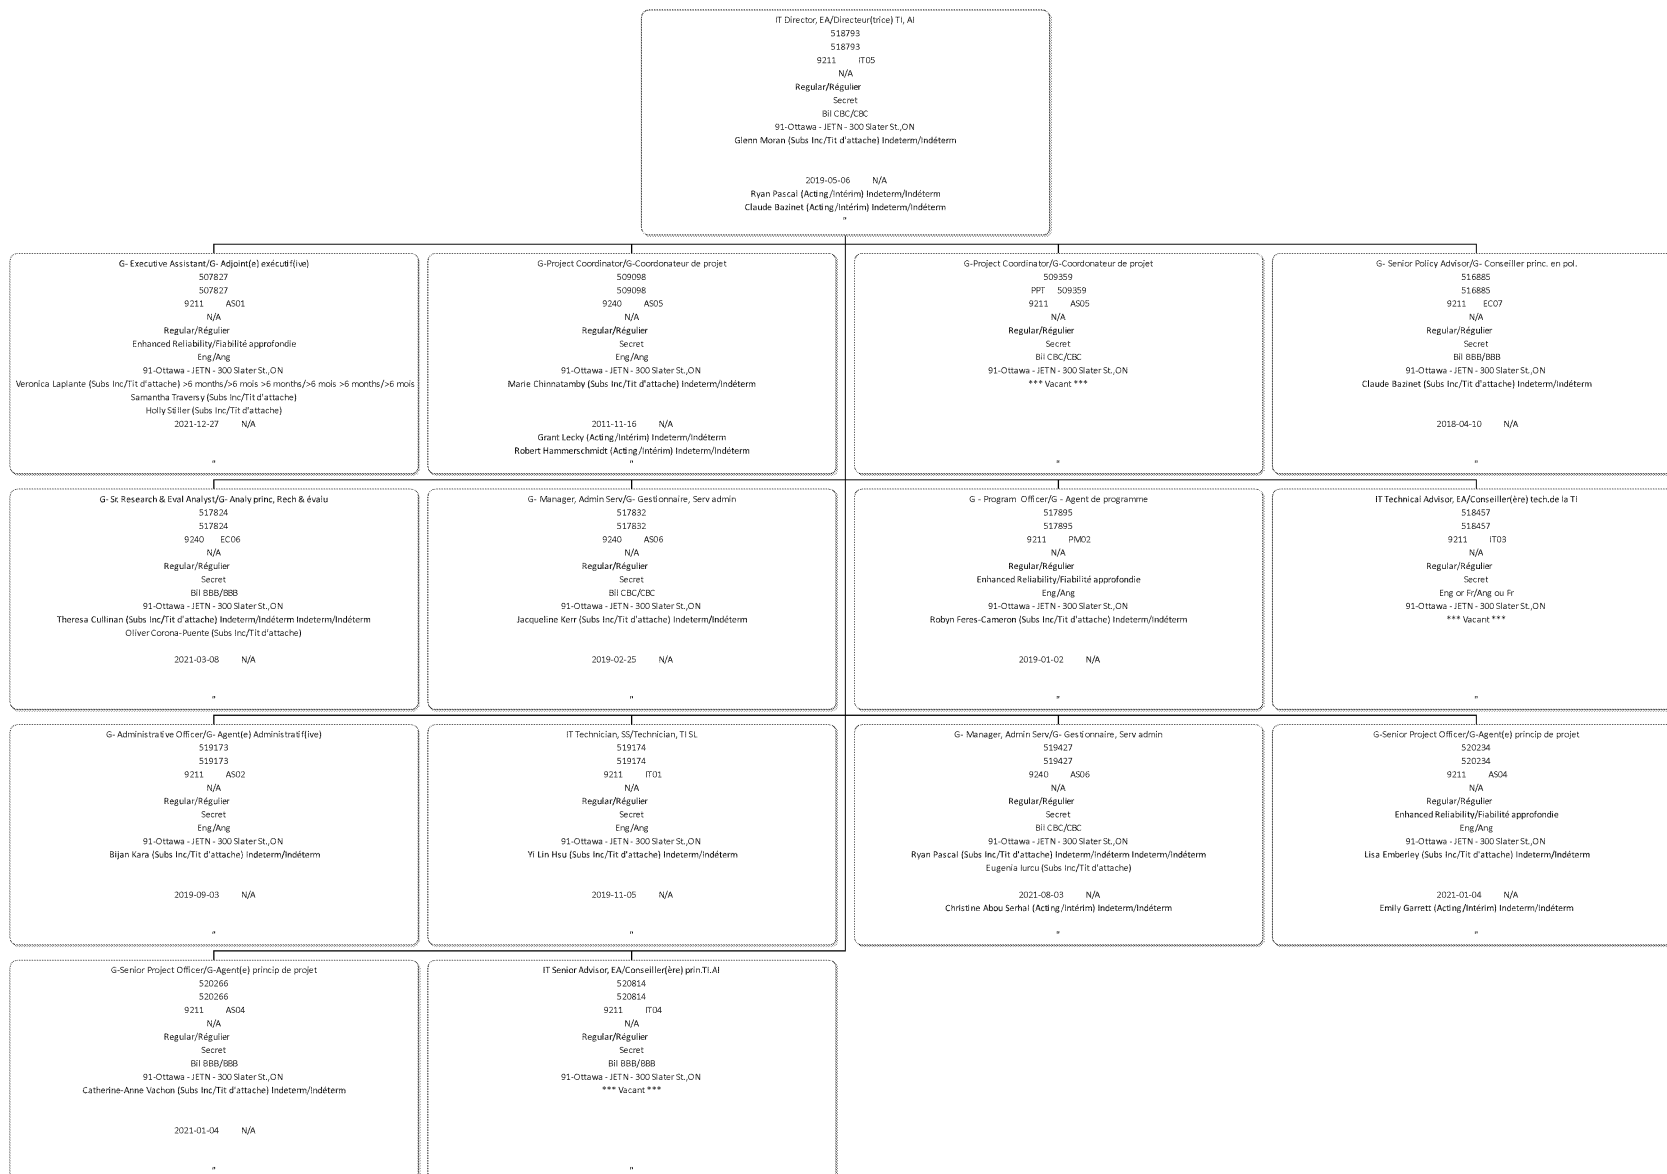 IT Director, EA/Directeur(trice) TI, AI
518793
518793
9211 IT05
N/A
Regular/Régulier
Secret
Bil CBC/CBC
91-Ottawa - JETN - 300 Slater St.,ON
Glenn Moran (Subs Inc/Tit d'attache) Indeterm/Indéterm
2019-05-06 N/A
Ryan Pascal (Acting/Intérim) Indeterm/Indéterm
Claude Bazinet (Acting/Intérim) Indeterm/Indéterm
"
G- Executive Assistant/G- Adjoint(e) exécutif(ive)
507827
507827
9211 AS01
N/A
Regular/Régulier
Enhanced Reliability/Fiabilité approfondie
Eng/Ang
91-Ottawa - JETN - 300 Slater St.,ON
Veronica Laplante (Subs Inc/Tit d'attache) >6 months/>6 mois >6 months/>6 mois >6 months/>6 mois
Samantha Traversy (Subs Inc/Tit d'attache)
Holly Stiller (Subs Inc/Tit d'attache)
2021-12-27 N/A
"
G-Project Coordinator/G-Coordonateur de projet
509098
509098
9240 AS05
N/A
Regular/Régulier
Secret
Eng/Ang
91-Ottawa - JETN - 300 Slater St.,ON
Marie Chinnatamby (Subs Inc/Tit d'attache) Indeterm/Indéterm
2011-11-16 N/A
Grant Lecky (Acting/Intérim) Indeterm/Indéterm
Robert Hammerschmidt (Acting/Intérim) Indeterm/Indéterm
"
G-Project Coordinator/G-Coordonateur de projet
509359
PPT 509359
9211 AS05
N/A
Regular/Régulier
Secret
Bil CBC/CBC
91-Ottawa - JETN - 300 Slater St.,ON
*** Vacant ***
"
G- Senior Policy Advisor/G- Conseiller princ. en pol.
516885
516885
9211 EC07
N/A
Regular/Régulier
Secret
Bil BBB/BBB
91-Ottawa - JETN - 300 Slater St.,ON
Claude Bazinet (Subs Inc/Tit d'attache) Indeterm/Indéterm
2018-04-10 N/A
"
G- Sr. Research & Eval Analyst/G- Analy princ, Rech & évalu
517824
517824
9240 EC06
N/A
Regular/Régulier
Secret
Bil BBB/BBB
91-Ottawa - JETN - 300 Slater St.,ON
Theresa Cullinan (Subs Inc/Tit d'attache) Indeterm/Indéterm Indeterm/Indéterm
Oliver Corona-Puente (Subs Inc/Tit d'attache)
2021-03-08 N/A
"
G- Manager, Admin Serv/G- Gestionnaire, Serv admin
517832
517832
9240 AS06
N/A
Regular/Régulier
Secret
Bil CBC/CBC
91-Ottawa - JETN - 300 Slater St.,ON
Jacqueline Kerr (Subs Inc/Tit d'attache) Indeterm/Indéterm
2019-02-25 N/A
"
G - Program Officer/G - Agent de programme
517895
517895
9211 PM02
N/A
Regular/Régulier
Enhanced Reliability/Fiabilité approfondie
Eng/Ang
91-Ottawa - JETN - 300 Slater St.,ON
Robyn Feres-Cameron (Subs Inc/Tit d'attache) Indeterm/Indéterm
2019-01-02 N/A
"
IT Technical Advisor, EA/Conseiller(ère) tech.de la TI
518457
518457
9211 IT03
N/A
Regular/Régulier
Secret
Eng or Fr/Ang ou Fr
91-Ottawa - JETN - 300 Slater St.,ON
*** Vacant ***
"
G- Administrative Officer/G- Agent(e) Administratif(ive)
519173
519173
9211 AS02
N/A
Regular/Régulier
Secret
Eng/Ang
91-Ottawa - JETN - 300 Slater St.,ON
Bijan Kara (Subs Inc/Tit d'attache) Indeterm/Indéterm
2019-09-03 N/A
"
IT Technician, SS/Technician, TI SL
519174
519174
9211 IT01
N/A
Regular/Régulier
Secret
Eng/Ang
91-Ottawa - JETN - 300 Slater St.,ON
Yi Lin Hsu (Subs Inc/Tit d'attache) Indeterm/Indéterm
2019-11-05 N/A
"
G- Manager, Admin Serv/G- Gestionnaire, Serv admin
519427
519427
9240 AS06
N/A
Regular/Régulier
Secret
Bil CBC/CBC
91-Ottawa - JETN - 300 Slater St.,ON
Ryan Pascal (Subs Inc/Tit d'attache) Indeterm/Indéterm Indeterm/Indéterm
Eugenia Iurcu (Subs Inc/Tit d'attache)
2021-08-03 N/A
Christine Abou Serhal (Acting/Intérim) Indeterm/Indéterm
"
G-Senior Project Officer/G-Agent(e) princip de projet
520234
520234
9211 AS04
N/A
Regular/Régulier
Enhanced Reliability/Fiabilité approfondie
Eng/Ang
91-Ottawa - JETN - 300 Slater St.,ON
Lisa Emberley (Subs Inc/Tit d'attache) Indeterm/Indéterm
2021-01-04 N/A
Emily Garrett (Acting/Intérim) Indeterm/Indéterm
"
G-Senior Project Officer/G-Agent(e) princip de projet
520266
520266
9211 AS04
N/A
Regular/Régulier
Secret
Bil BBB/BBB
91-Ottawa - JETN - 300 Slater St.,ON
Catherine-Anne Vachon (Subs Inc/Tit d'attache) Indeterm/Indéterm
2021-01-04 N/A
"
IT Senior Advisor, EA/Conseiller(ère) prin.TI.AI
520814
520814
9211 IT04
N/A
Regular/Régulier
Secret
Bil BBB/BBB
91-Ottawa - JETN - 300 Slater St.,ON
*** Vacant ***
"